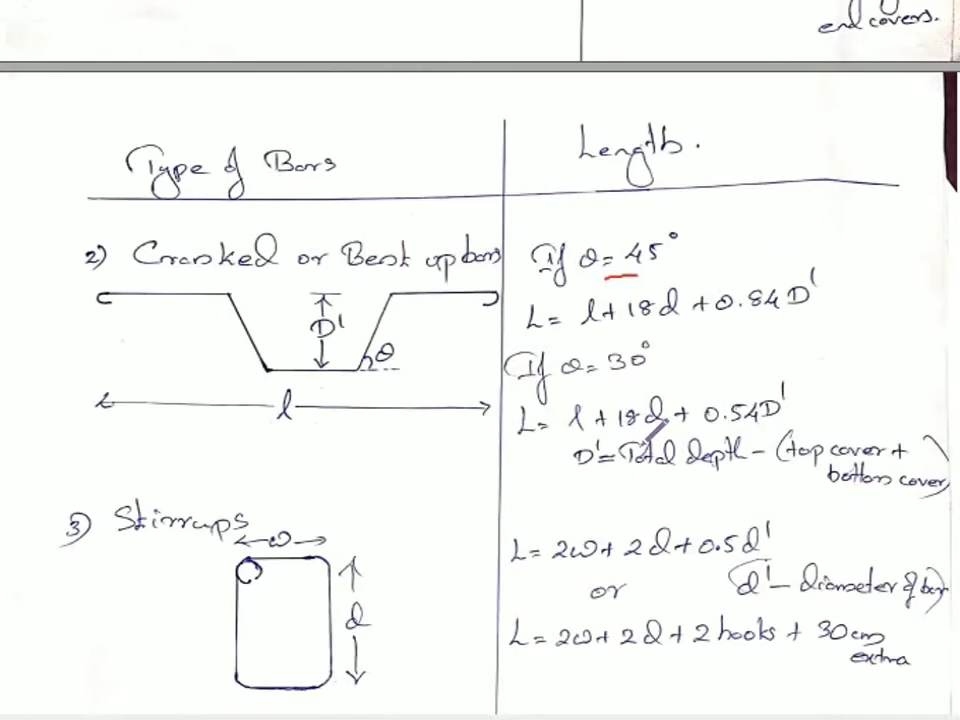 end covers.
Type of Bars
Length.
2) Cranked or Bent up bars
If θ = 45°
L = l + 18d + 0.84D'
D'
θ
l
If θ = 30°
L = l + 18d + 0.54D'
D' = Total depth - (top cover + bottom cover)
3) Stirrups
w
d
L = 2w + 2d + 0.5d'
or
d' - diameter of bar
L = 2w + 2d + 2 hooks + 30 cm
extra